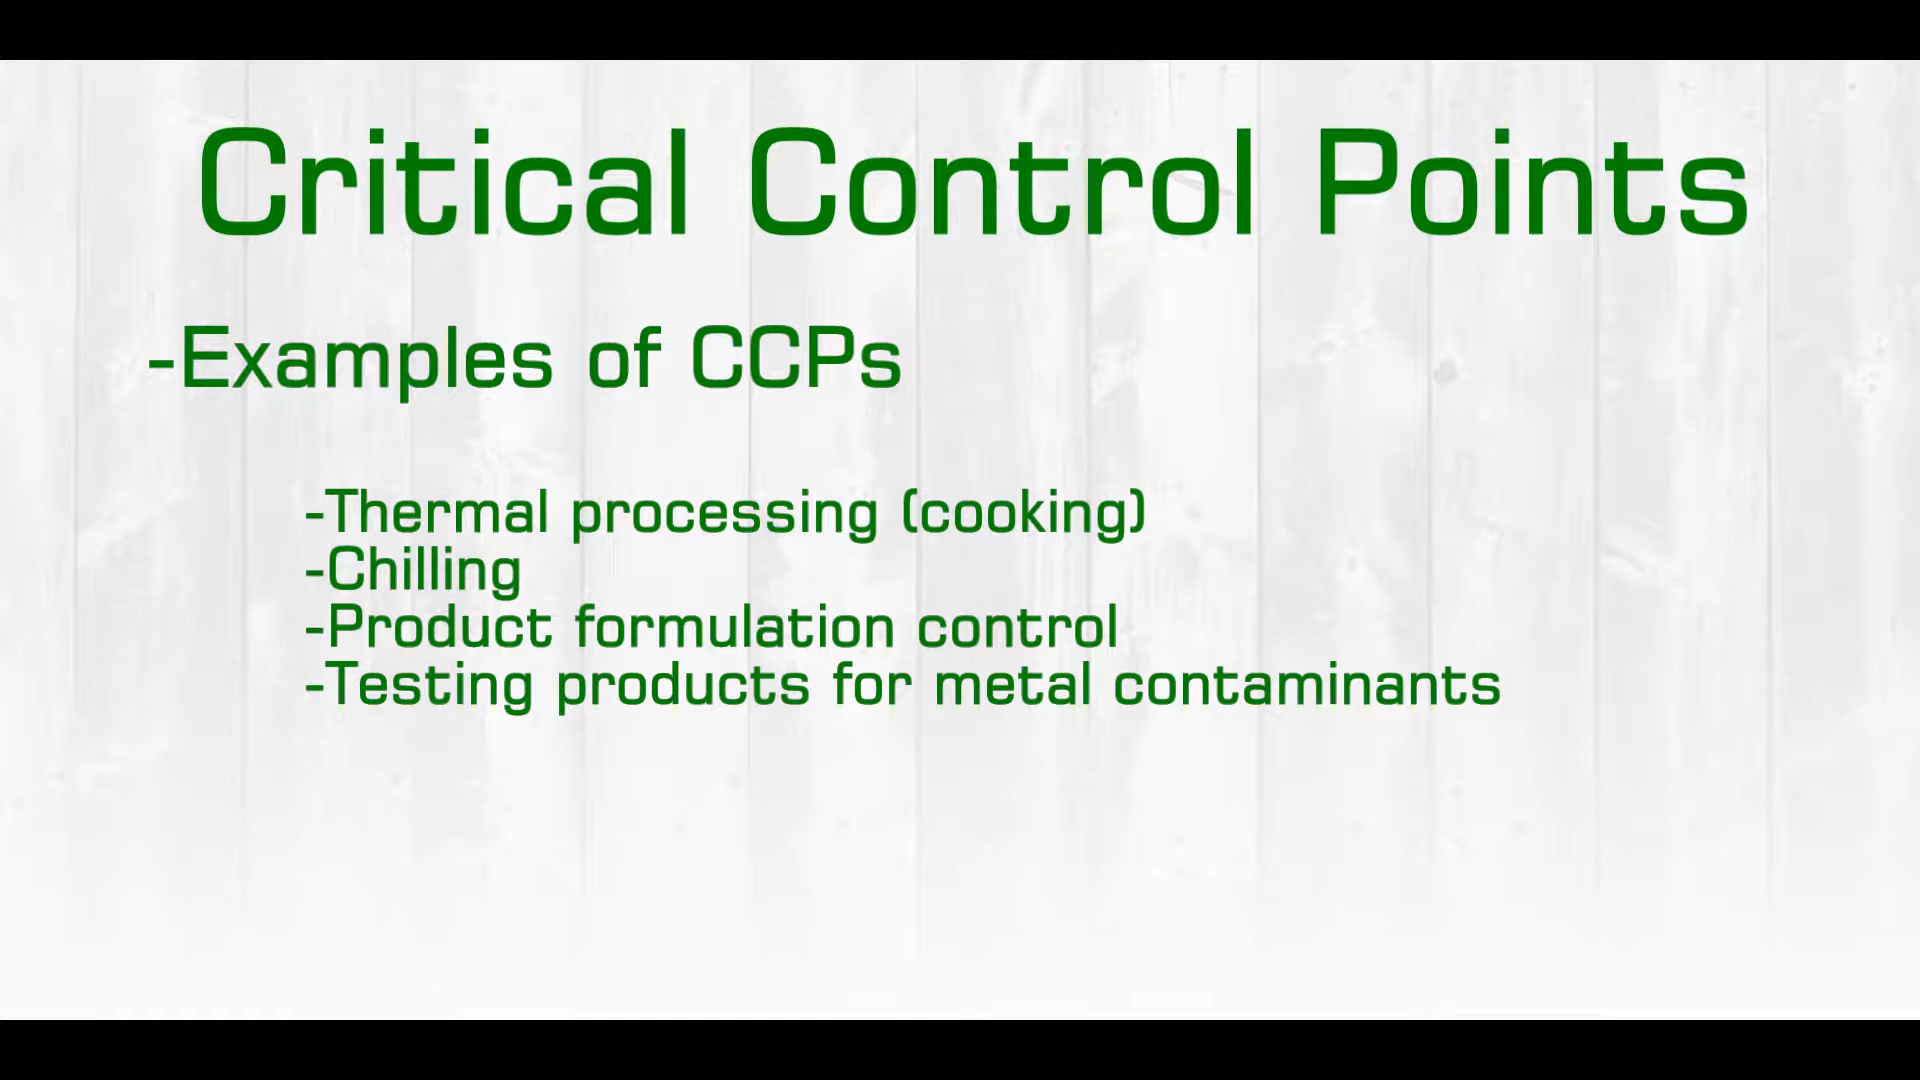 Critical Control Points
-Examples of CCPs
-Thermal processing (cooking)
-Chilling
-Product formulation control
-Testing products for metal contaminants